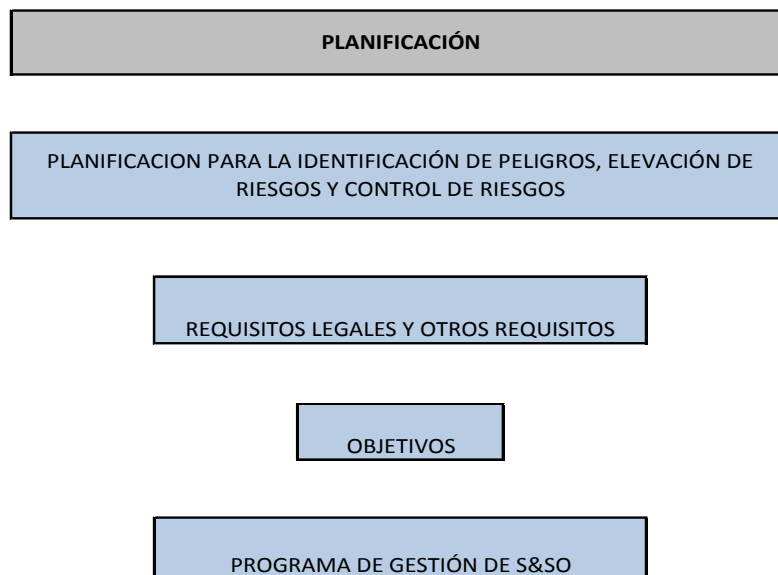 PLANIFICACIÓN
PLANIFICACION PARA LA IDENTIFICACIÓN DE PELIGROS, ELEVACIÓN DE
RIESGOS Y CONTROL DE RIESGOS
REQUISITOS LEGALES Y OTROS REQUISITOS
OBJETIVOS
PROGRAMA DE GESTIÓN DE S&SO